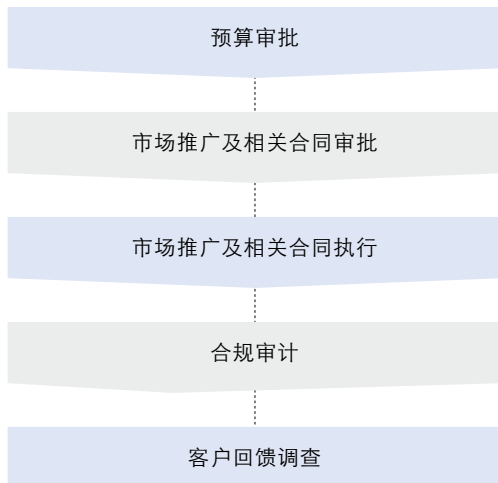 预算审批
市场推广及相关合同审批
市场推广及相关合同执行
合规审计
客户回馈调查